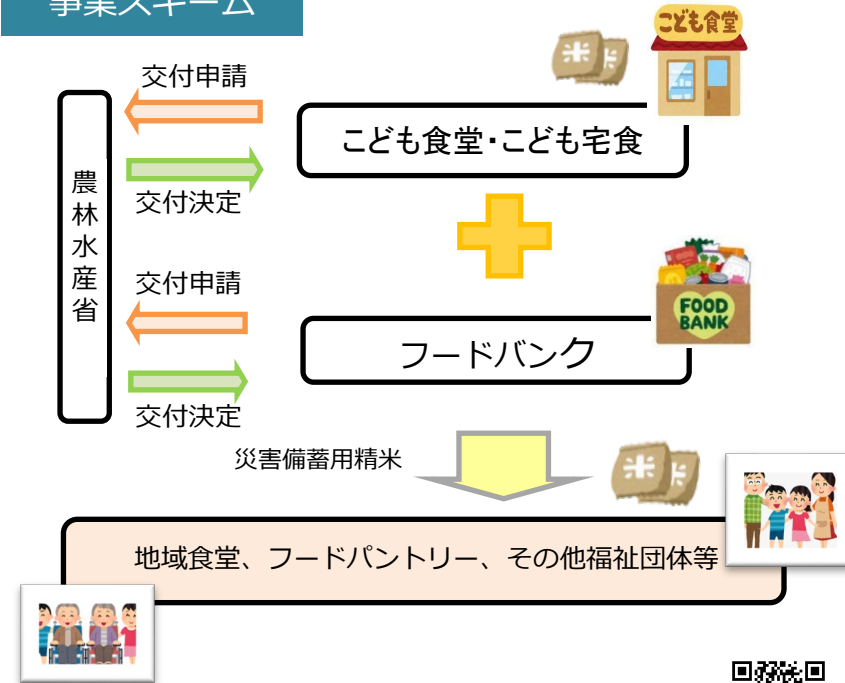 事業スキーム
こども食堂
米 米
交付申請
こども食堂・こども宅食
交付決定
農林水産省
交付申請
FOOD
BANK
フードバンク
交付決定
災害備蓄用精米
米 米
地域食堂、フードパントリー、その他福祉団体等